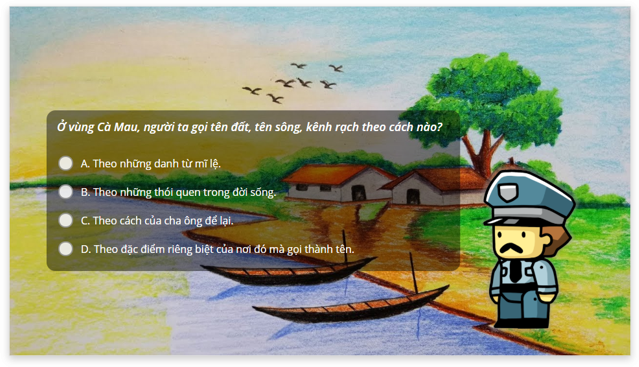 Ở vùng Cà Mau, người ta gọi tên đất, tên sông, kênh rạch theo cách nào?
A. Theo những danh từ mĩ lệ.
B. Theo những thói quen trong đời sống.
C. Theo cách của cha ông để lại.
D. Theo đặc điểm riêng biệt của nơi đó mà gọi thành tên.